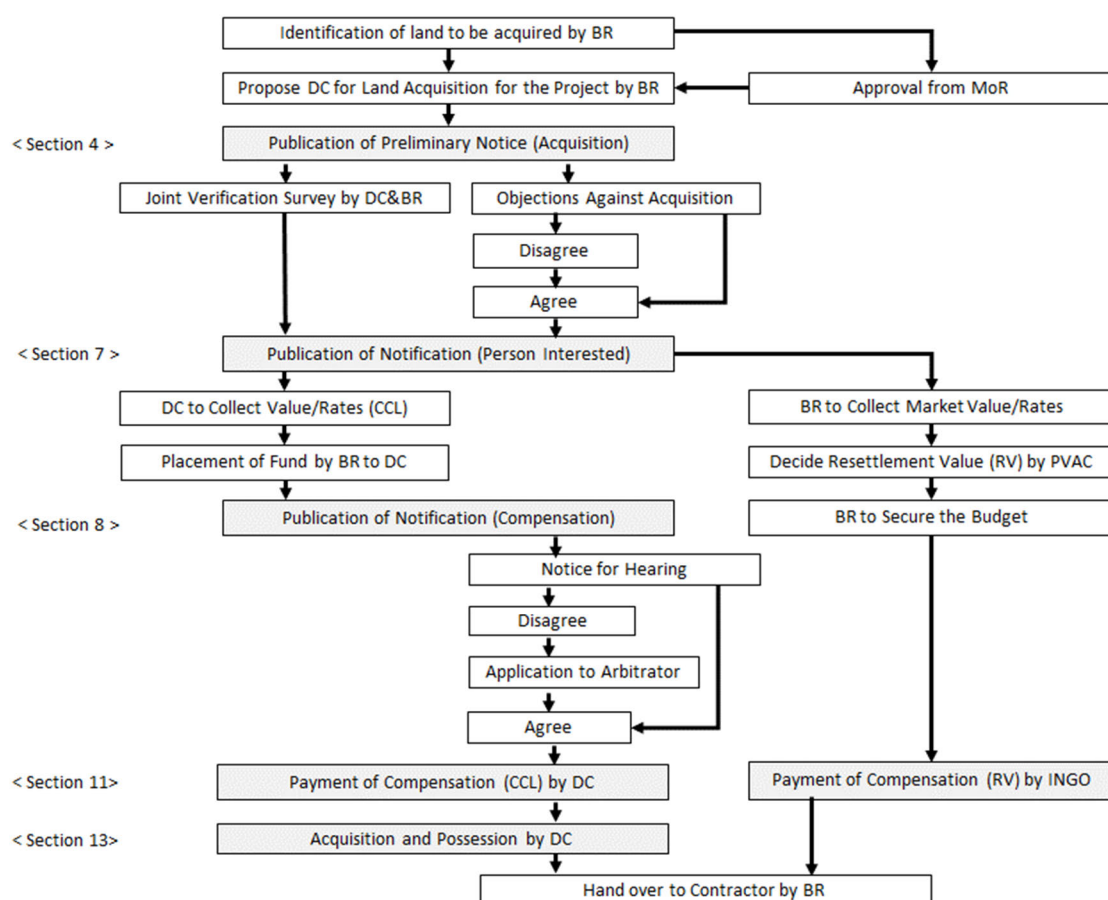 Identification of land to be acquired by BR
Propose DC for Land Acquisition for the Project by BR
Approval from MoR
< Section 4 >
Publication of Preliminary Notice (Acquisition)
Joint Verification Survey by DC&BR
Objections Against Acquisition
Disagree
Agree
< Section 7 >
Publication of Notification (Person Interested)
DC to Collect Value/Rates (CCL)
BR to Collect Market Value/Rates
Placement of Fund by BR to DC
Decide Resettlement Value (RV) by PVAC
< Section 8 >
Publication of Notification (Compensation)
BR to Secure the Budget
Notice for Hearing
Disagree
Application to Arbitrator
Agree
< Section 11>
Payment of Compensation (CCL) by DC
Payment of Compensation (RV) by INGO
< Section 13>
Acquisition and Possession by DC
Hand over to Contractor by BR